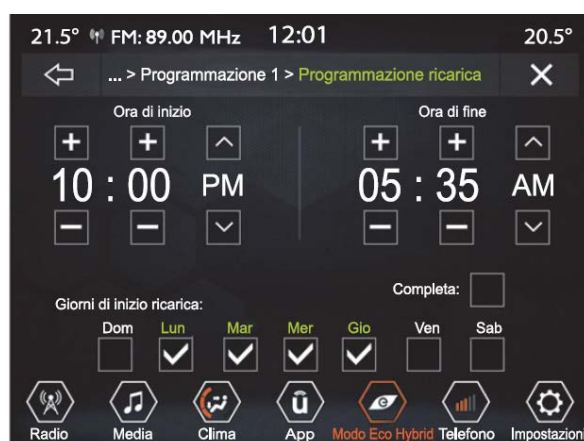 21.5° FM: 89.00 MHz 12:01 20.5°
... > Programmazione 1 > Programmazione ricarica
Ora di inizio Ora di fine
10 : 00 PM 05 : 35 AM
Completa:
Giorni di inizio ricarica:
Dom Lun Mar Mer Gio Ven Sab
Radio Media Clima App Modo Eco Hybrid Telefono Impostazion